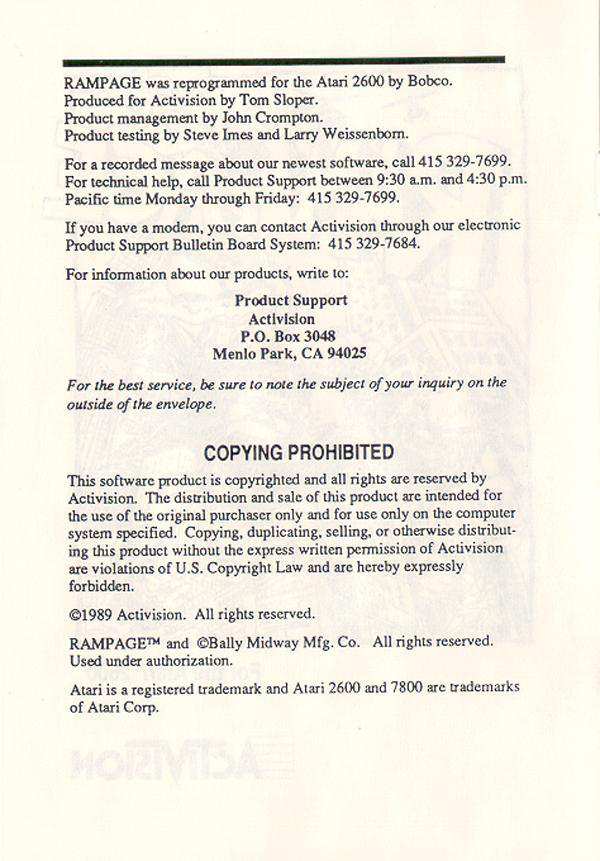 RAMPAGE was reprogrammed for the Atari 2600 by Bobco.
Produced for Activision by Tom Sloper.
Product management by John Crompton.
Product testing by Steve Imes and Larry Weissenborn.
For a recorded message about our newest software, call 415 329-7699.
For technical help, call Product Support between 9:30 a.m. and 4:30 p.m.
Pacific time Monday through Friday: 415 329-7699.
If you have a modem, you can contact Activision through our electronic
Product Support Bulletin Board System: 415 329-7684.
For information about our products, write to:
Product Support
Activision
P.O. Box 3048
Menlo Park, CA 94025
For the best service, be sure to note the subject of your inquiry on the
outside of the envelope.
COPYING PROHIBITED
This software product is copyrighted and all rights are reserved by
Activision. The distribution and sale of this product are intended for
the use of the original purchaser only and for use only on the computer
system specified. Copying, duplicating, selling, or otherwise distribut-
ing this product without the express written permission of Activision
are violations of U.S. Copyright Law and are hereby expressly
forbidden.
©1989 Activision. All rights reserved.
RAMPAGE™ and ©Bally Midway Mfg. Co. All rights reserved.
Used under authorization.
Atari is a registered trademark and Atari 2600 and 7800 are trademarks
of Atari Corp.
ACTIVISION